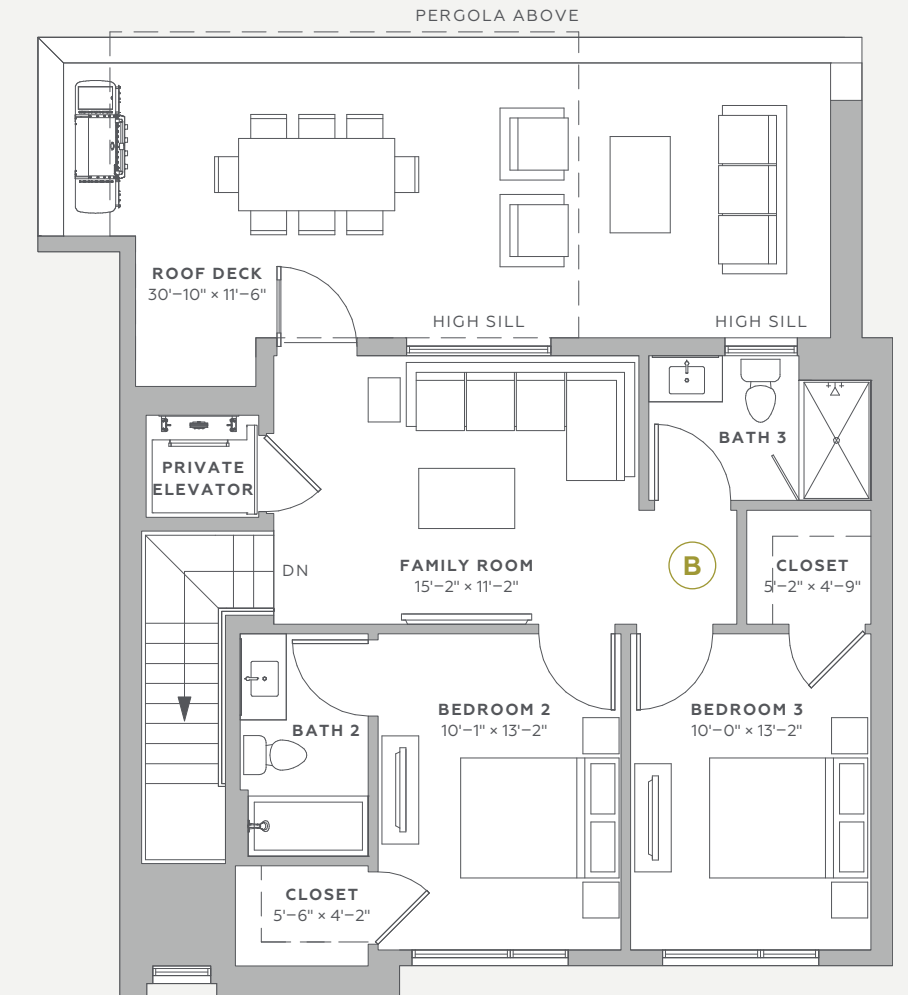 PERGOLA ABOVE
ROOF DECK
30'–10" × 11'–6"
HIGH SILL
HIGH SILL
BATH 3
PRIVATE
ELEVATOR
DN
FAMILY ROOM
15'–2" × 11'–2"
B
CLOSET
5'–2" × 4'–9"
BEDROOM 2
10'–1" × 13'–2"
BEDROOM 3
10'–0" × 13'–2"
BATH 2
CLOSET
5'–6" × 4'–2"